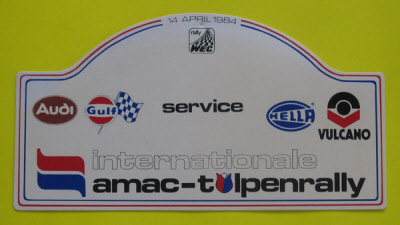 14 APRIL 1984
rally
WEC
Audi
Gulf
service
HELLA
VULCANO
internationale
amac-tulpenrally